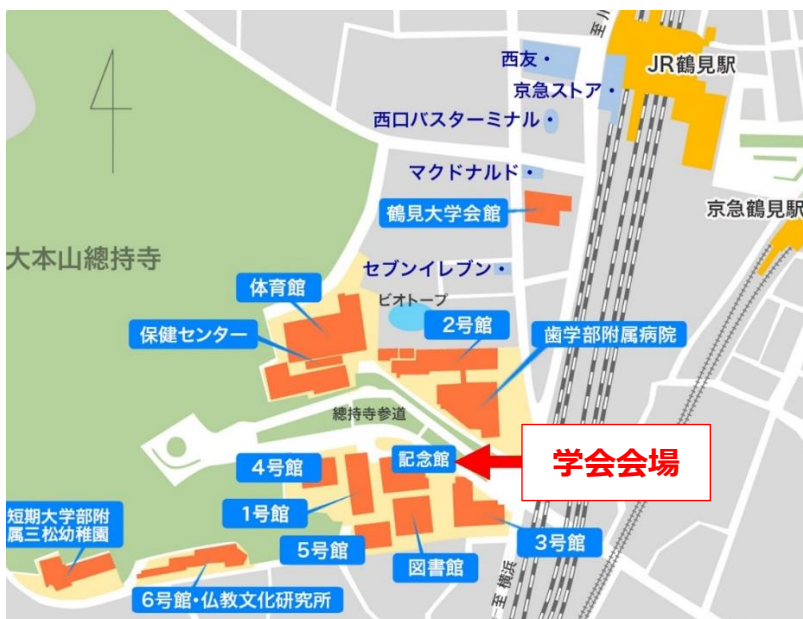 至 川
西友
JR鶴見駅
京急ストア
西口バスターミナル
マクドナルド
鶴見大学会館
京急鶴見駅
大本山總持寺
セブンイレブン
体育館
ビオトープ
保健センター
2号館
歯学部附属病院
總持寺参道
記念館
学会会場
4号館
1号館
短期大学部附
属三松幼稚園
5号館
3号館
図書館
6号館・仏教文化研究所
至 横浜